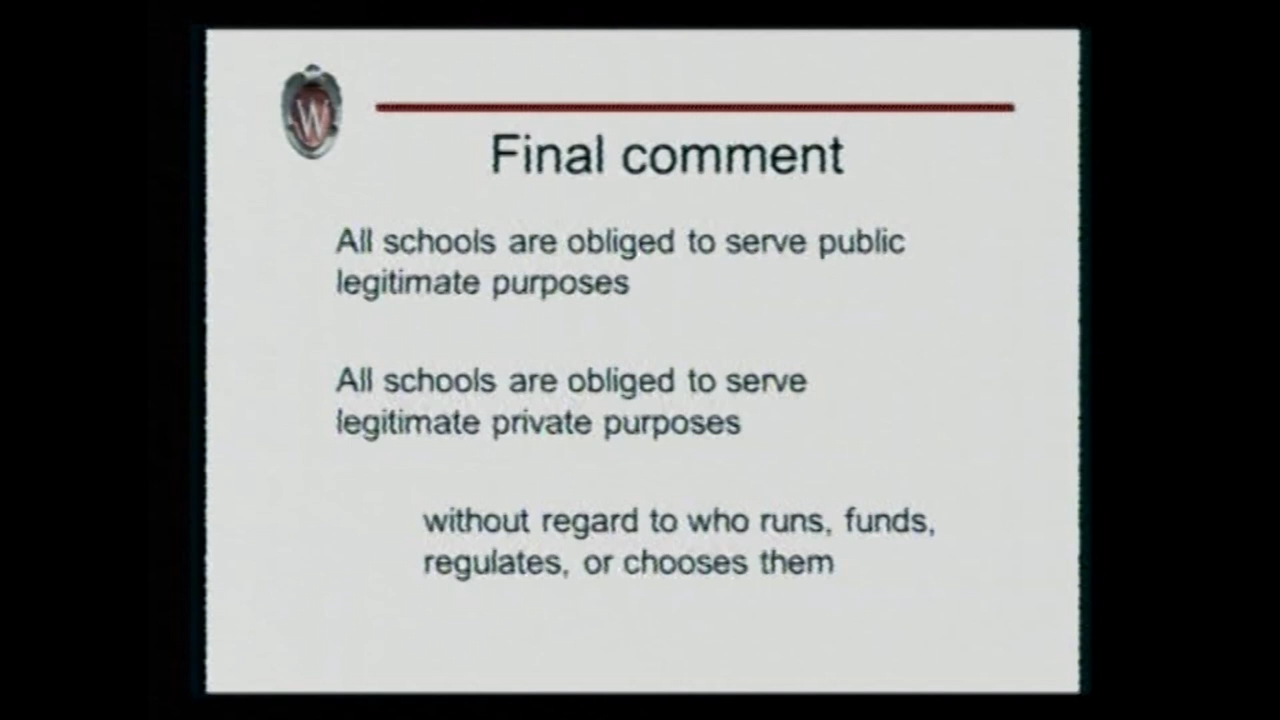 W
Final comment
All schools are obliged to serve public
legitimate purposes
All schools are obliged to serve
legitimate private purposes
without regard to who runs, funds,
regulates, or chooses them